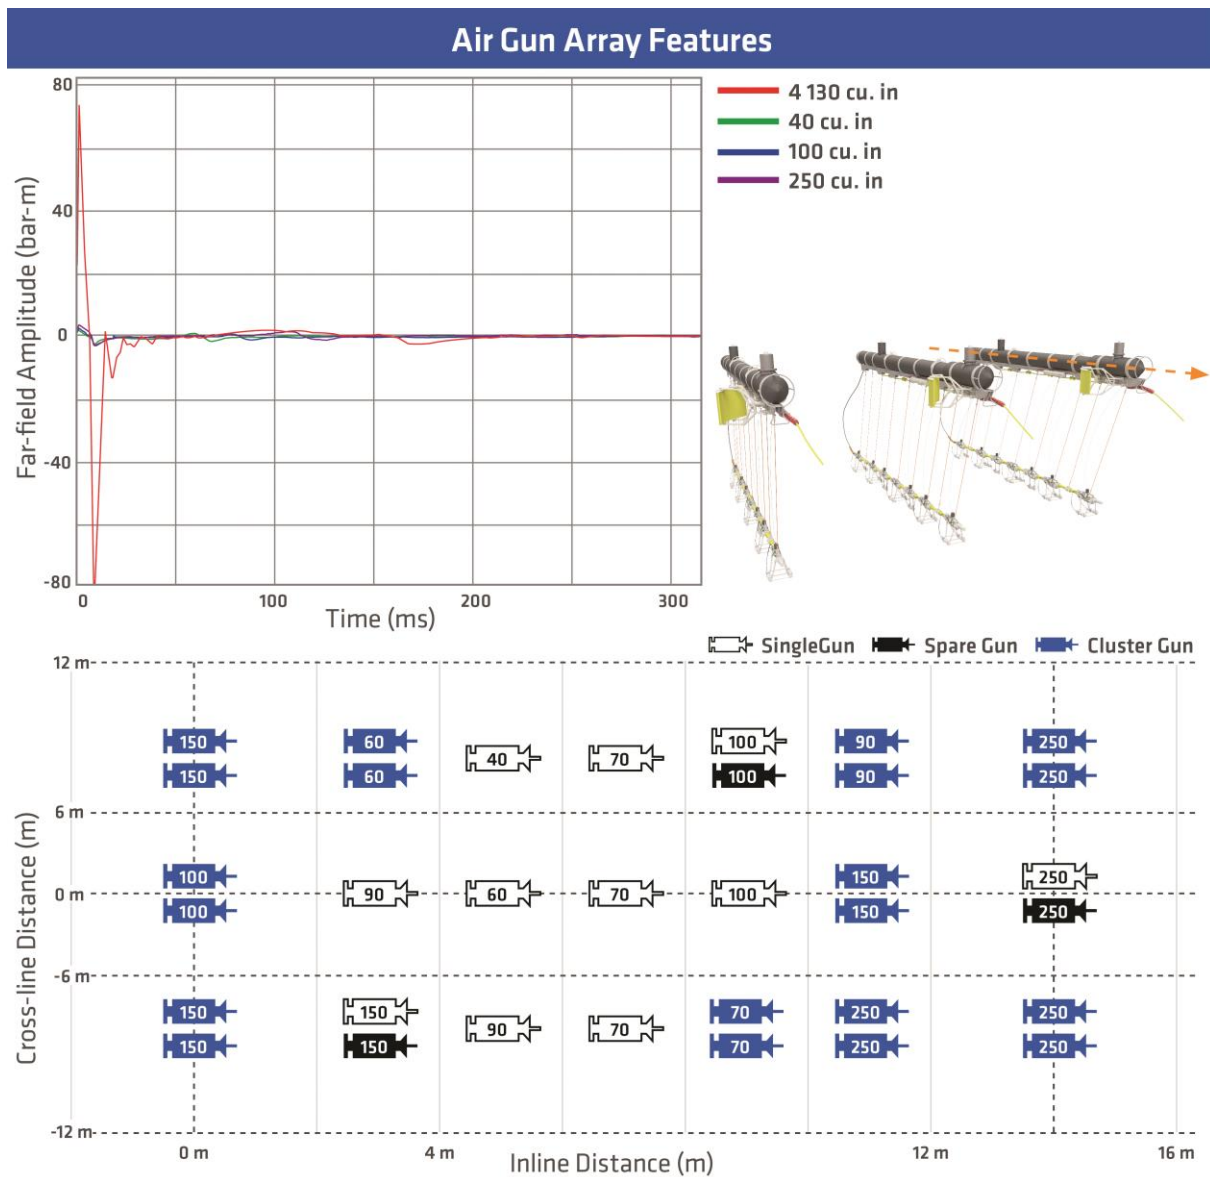 Air Gun Array Features
80
40
0
-40
-80
Far-field Amplitude (bar-m)
0
100
200
300
Time (ms)
4 130 cu. in
40 cu. in
100 cu. in
250 cu. in
SingleGun
Spare Gun
Cluster Gun
12 m
150 60 100 90 250
40 70
150 60 100 90 250
6 m
100 150 250
0 m
90 60 70 100
100 150 250
-6 m
150 150 70 250 250
90 70
150 150 70 250 250
-12 m
Cross-line Distance (m)
0 m
4 m
12 m
16 m
Inline Distance (m)